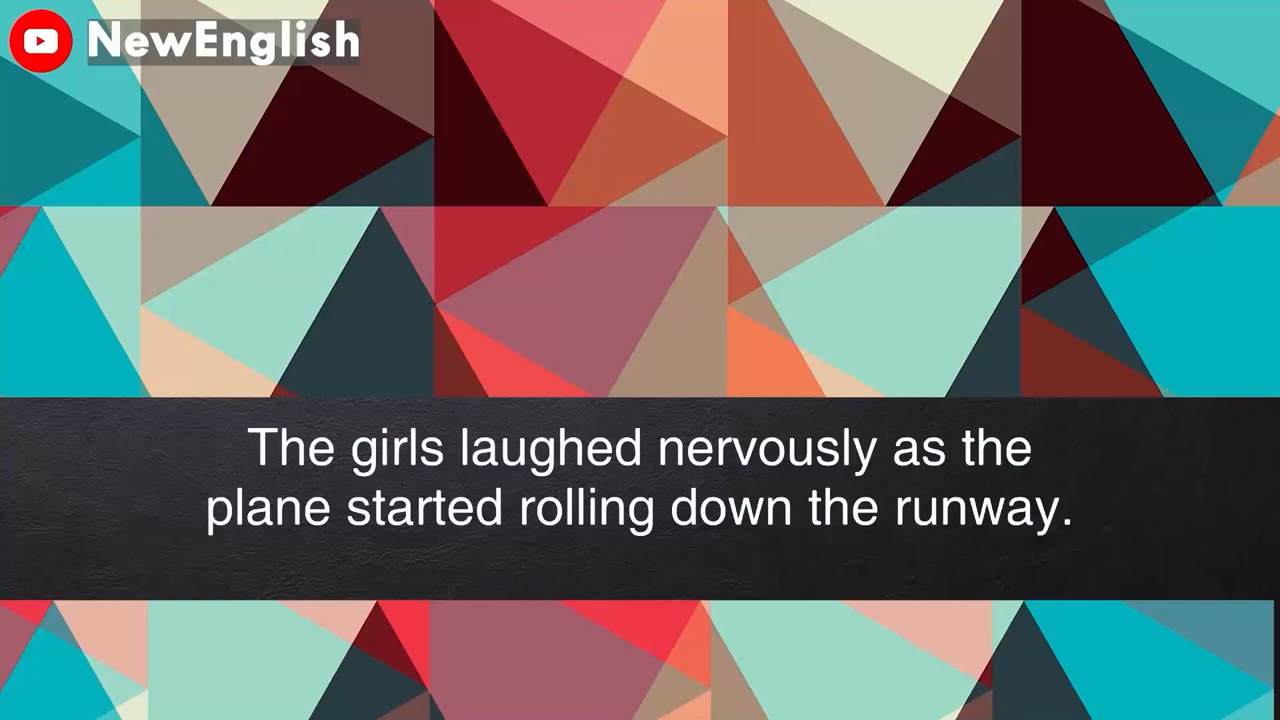 NewEnglish
The girls laughed nervously as the
plane started rolling down the runway.